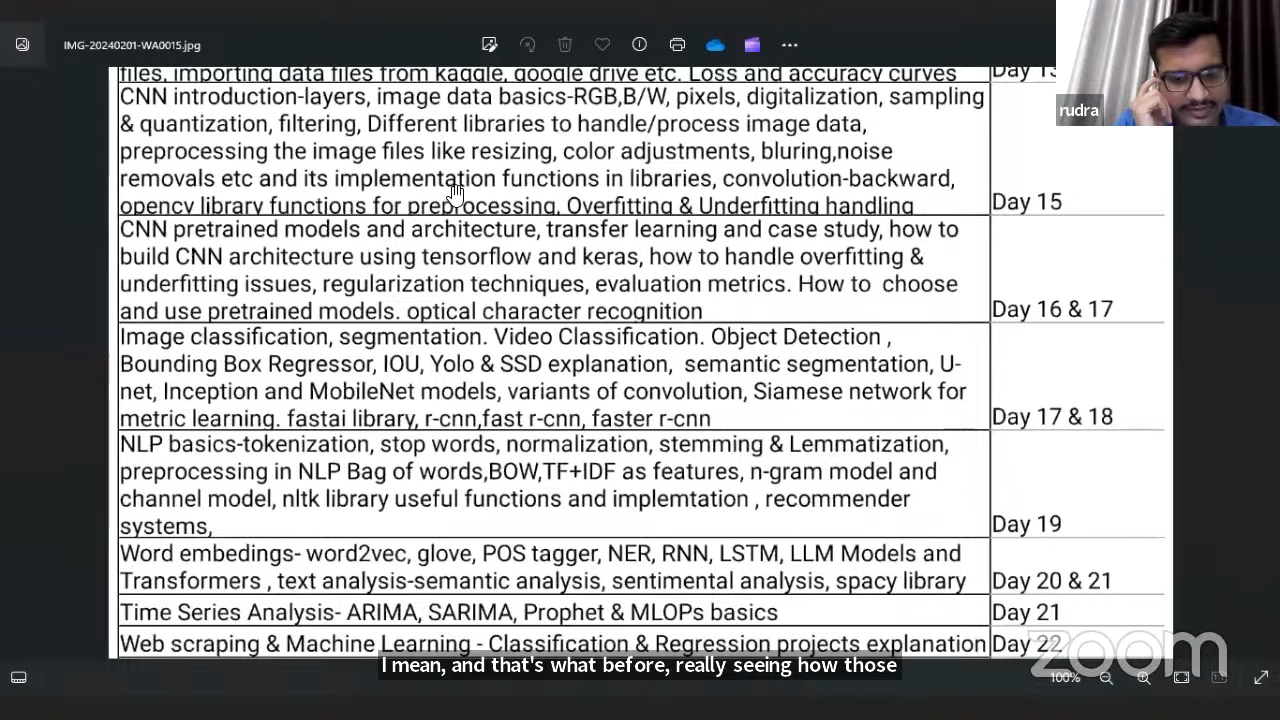 IMG-20240201-WA0015.jpg
rudra
files, importing data files from kaggle, google drive etc. Loss and accuracy curves
CNN introduction-layers, image data basics-RGB,B/W, pixels, digitalization, sampling
& quantization, filtering, Different libraries to handle/process image data,
preprocessing the image files like resizing, color adjustments, bluring,noise
removals etc and its implementation functions in libraries, convolution-backward,
opencv library functions for preprocessing. Overfitting & Underfitting handling
Day 15
CNN pretrained models and architecture, transfer learning and case study, how to
build CNN architecture using tensorflow and keras, how to handle overfitting &
underfitting issues, regularization techniques, evaluation metrics. How to choose
and use pretrained models. optical character recognition
Day 16 & 17
Image classification, segmentation. Video Classification. Object Detection ,
Bounding Box Regressor, IOU, Yolo & SSD explanation, semantic segmentation, U-
net, Inception and MobileNet models, variants of convolution, Siamese network for
metric learning. fastai library, r-cnn,fast r-cnn, faster r-cnn
Day 17 & 18
NLP basics-tokenization, stop words, normalization, stemming & Lemmatization,
preprocessing in NLP Bag of words,BOW,TF+IDF as features, n-gram model and
channel model, nltk library useful functions and implemtation , recommender
systems,
Day 19
Word embedings- word2vec, glove, POS tagger, NER, RNN, LSTM, LLM Models and
Transformers , text analysis-semantic analysis, sentimental analysis, spacy library
Day 20 & 21
Time Series Analysis- ARIMA, SARIMA, Prophet & MLOPs basics
Day 21
Web scraping & Machine Learning - Classification & Regression projects explanation
Day 22
zoom
I mean, and that's what before, really seeing how those
100%